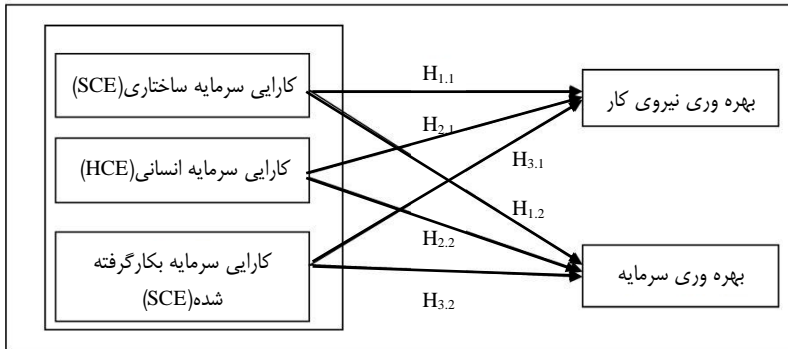 کارایی سرمایه ساختاری(SCE)
کارایی سرمایه انسانی(HCE)
کارایی سرمایه بکارگرفته
شده(SCE)
H1.1
H2.1
H3.1
H1.2
H2.2
H3.2
بهره وری نیروی کار
بهره وری سرمایه